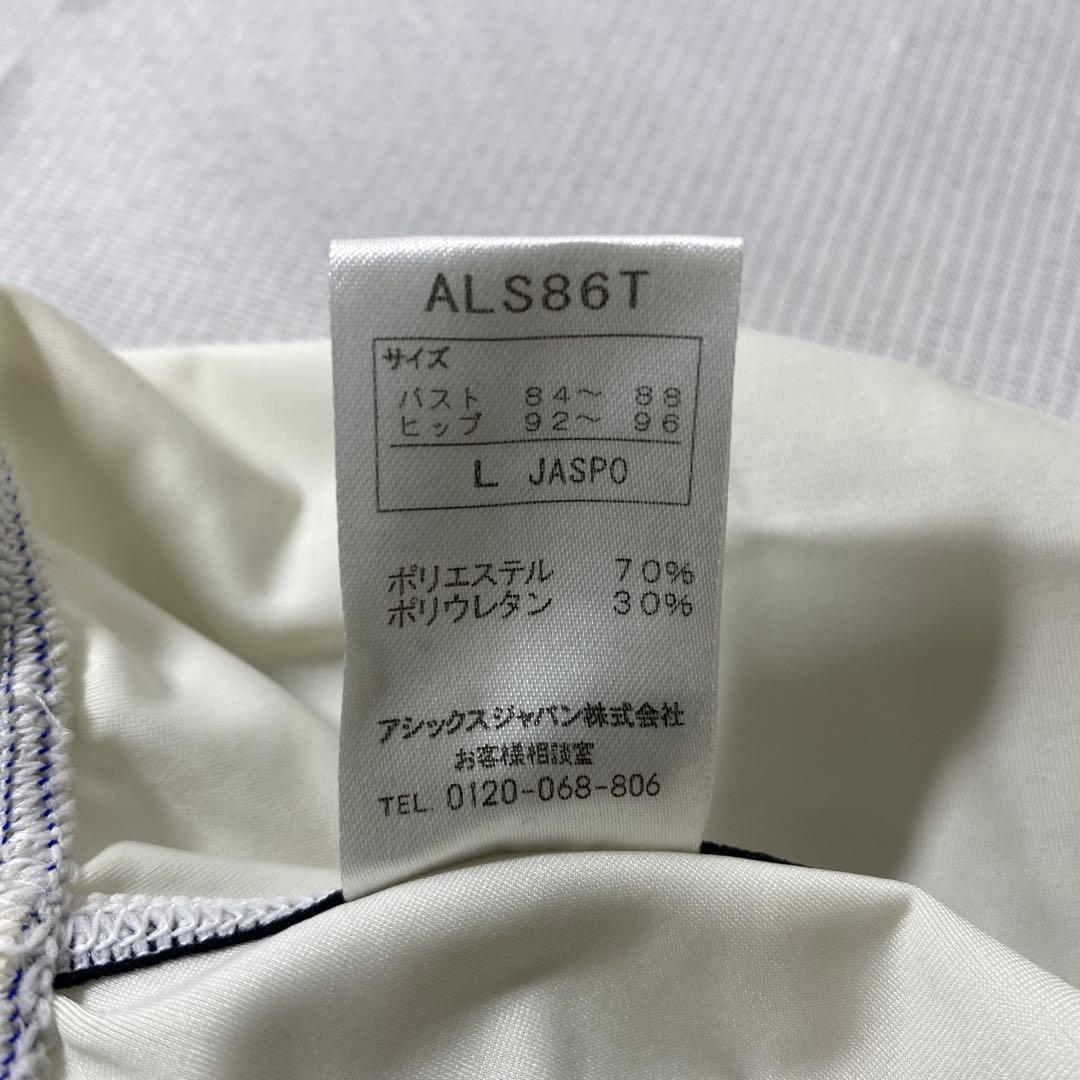 ALS86T
サイズ
バスト 84～ 88
ヒップ 92～ 96
L JASPO
ポリエステル 70%
ポリウレタン 30%
アシックスジャパン株式会社
お客様相談室
TEL. 0120-068-806